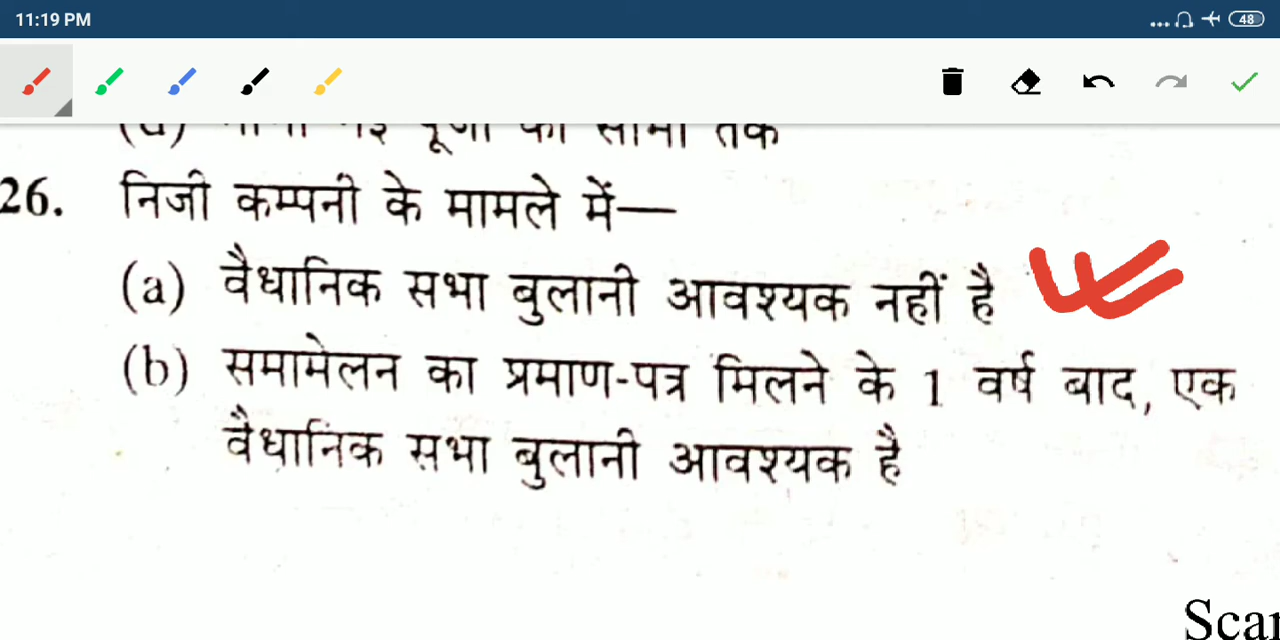 11:19 PM
48
26. निजी कम्पनी के मामले में—
(a) वैधानिक सभा बुलानी आवश्यक नहीं है
(b) समामेलन का प्रमाण-पत्र मिलने के 1 वर्ष बाद, एक
वैधानिक सभा बुलानी आवश्यक है